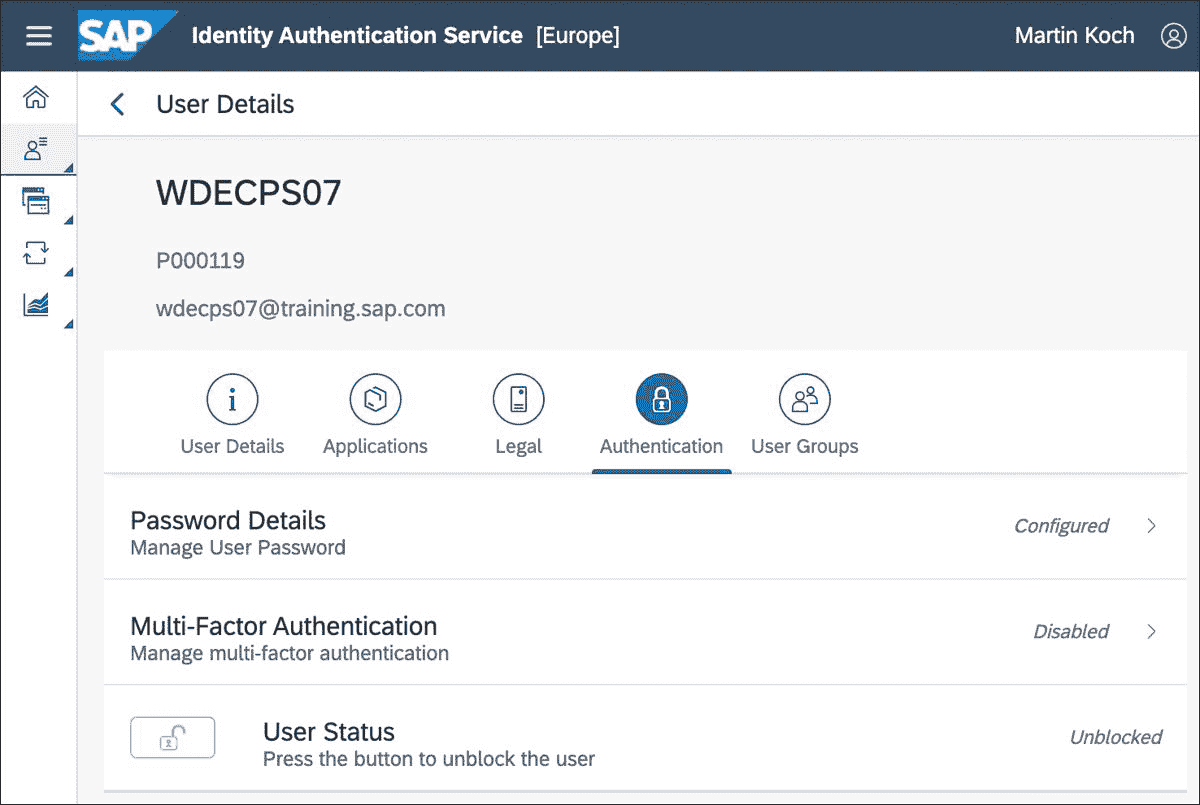 SAP Identity Authentication Service [Europe] Martin Koch
User Details
WDECPS07
P000119
wdecps07@training.sap.com
User Details Applications Legal Authentication User Groups
Password Details
Configured
Manage User Password
Multi-Factor Authentication
Disabled
Manage multi-factor authentication
User Status
Unblocked
Press the button to unblock the user